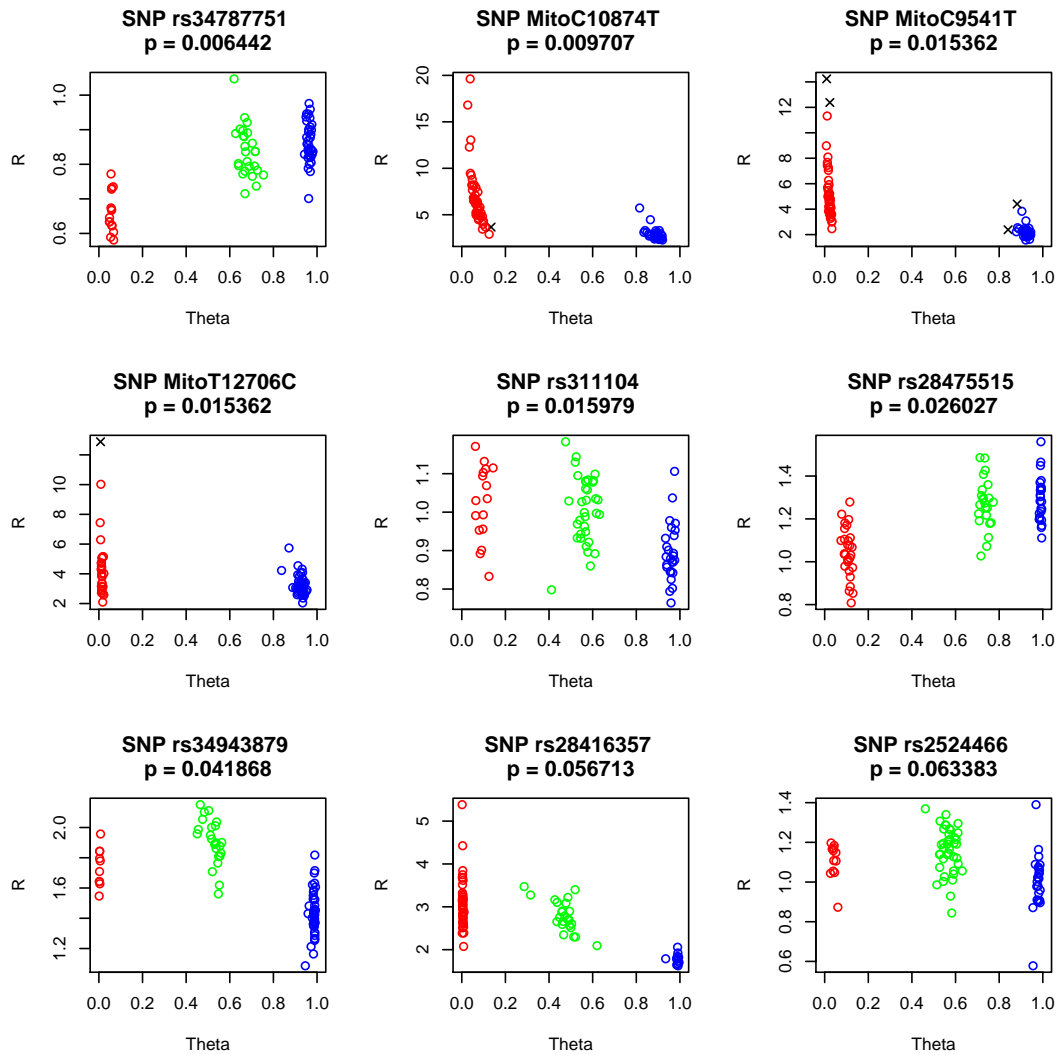 SNP rs34787751
p = 0.006442
R
0.6 0.8 1.0
0.0 0.2 0.4 0.6 0.8 1.0
Theta
SNP MitoC10874T
p = 0.009707
R
5 10 15 20
0.0 0.2 0.4 0.6 0.8 1.0
Theta
SNP MitoC9541T
p = 0.015362
R
2 4 6 8 12
0.0 0.2 0.4 0.6 0.8 1.0
Theta
SNP MitoT12706C
p = 0.015362
R
2 4 6 8 10
0.0 0.2 0.4 0.6 0.8 1.0
Theta
SNP rs311104
p = 0.015979
R
0.8 0.9 1.0 1.1
0.0 0.2 0.4 0.6 0.8 1.0
Theta
SNP rs28475515
p = 0.026027
R
0.8 1.0 1.2 1.4
0.0 0.2 0.4 0.6 0.8 1.0
Theta
SNP rs34943879
p = 0.041868
R
1.2 1.6 2.0
0.0 0.2 0.4 0.6 0.8 1.0
Theta
SNP rs28416357
p = 0.056713
R
2 3 4 5
0.0 0.2 0.4 0.6 0.8 1.0
Theta
SNP rs2524466
p = 0.063383
R
0.6 0.8 1.0 1.2 1.4
0.0 0.2 0.4 0.6 0.8 1.0
Theta